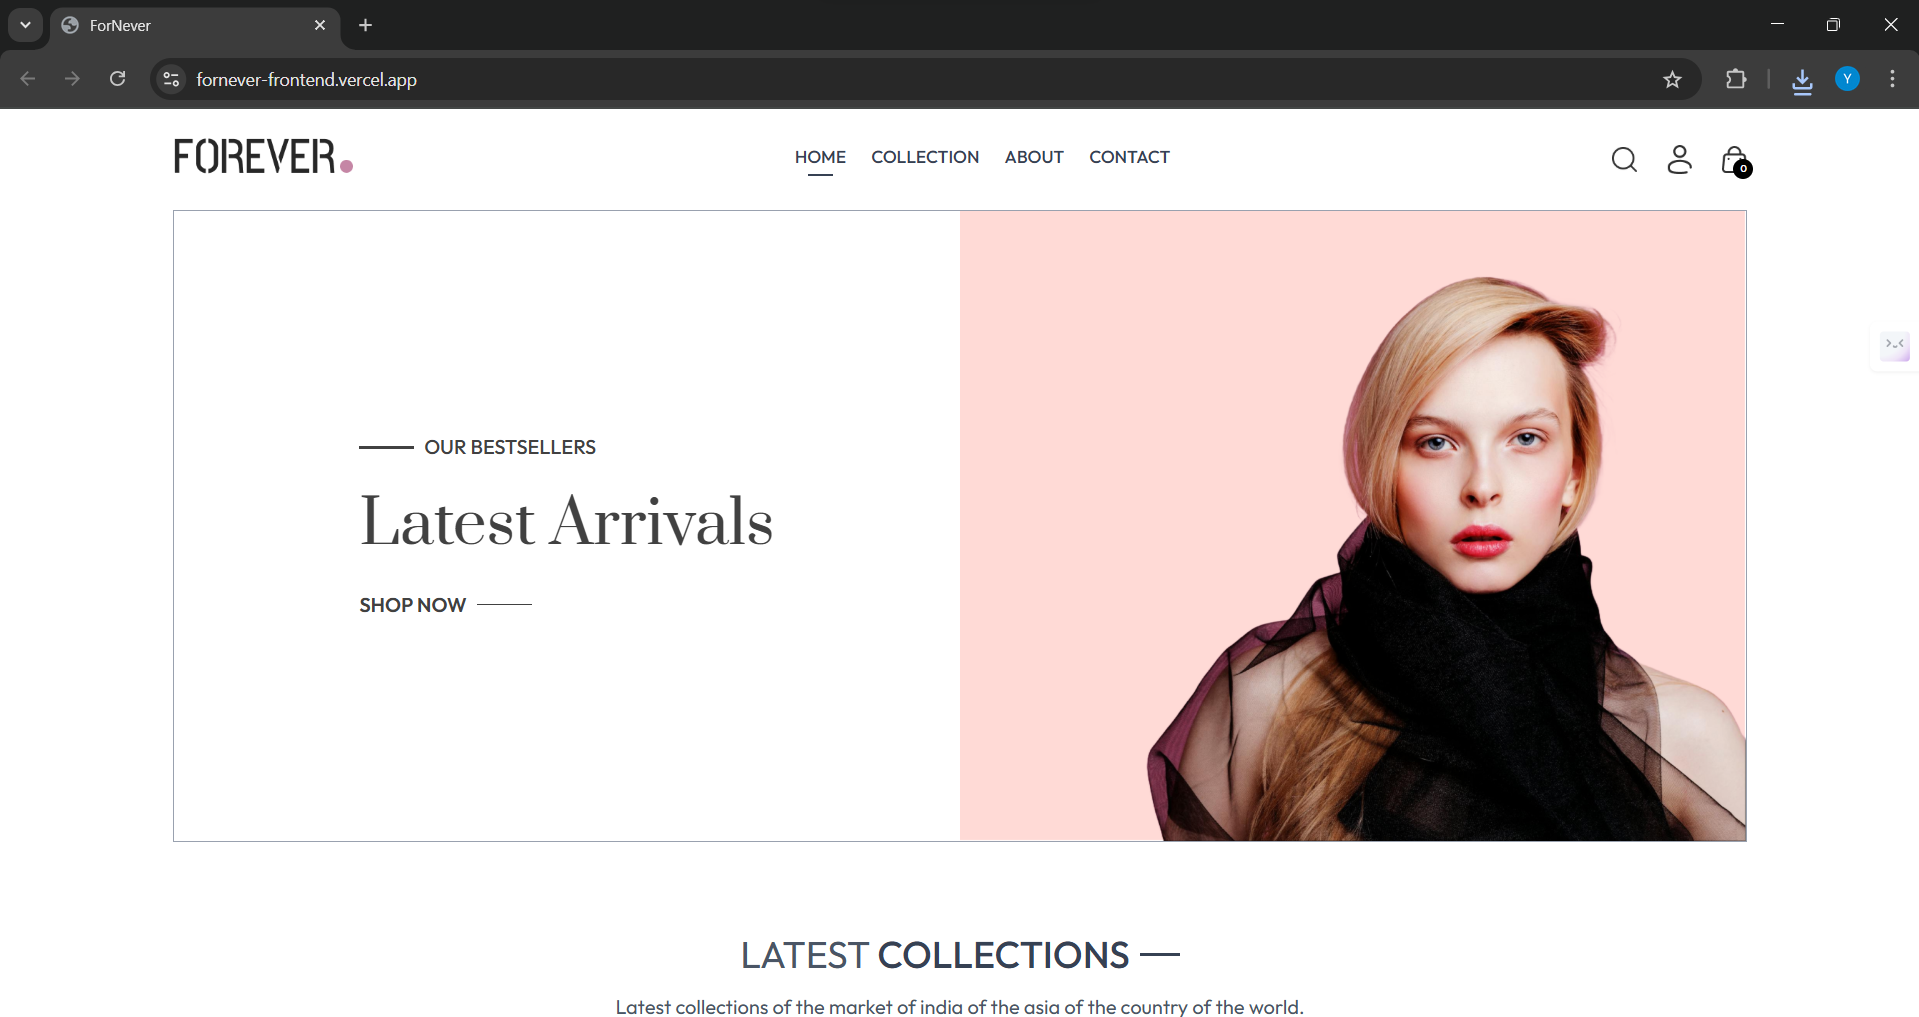 ForNever
fornever-frontend.vercel.app
Y
FOREVER.
HOME COLLECTION ABOUT CONTACT
0
OUR BESTSELLERS
Latest Arrivals
SHOP NOW
LATEST COLLECTIONS
Latest collections of the market of india of the asia of the country of the world.